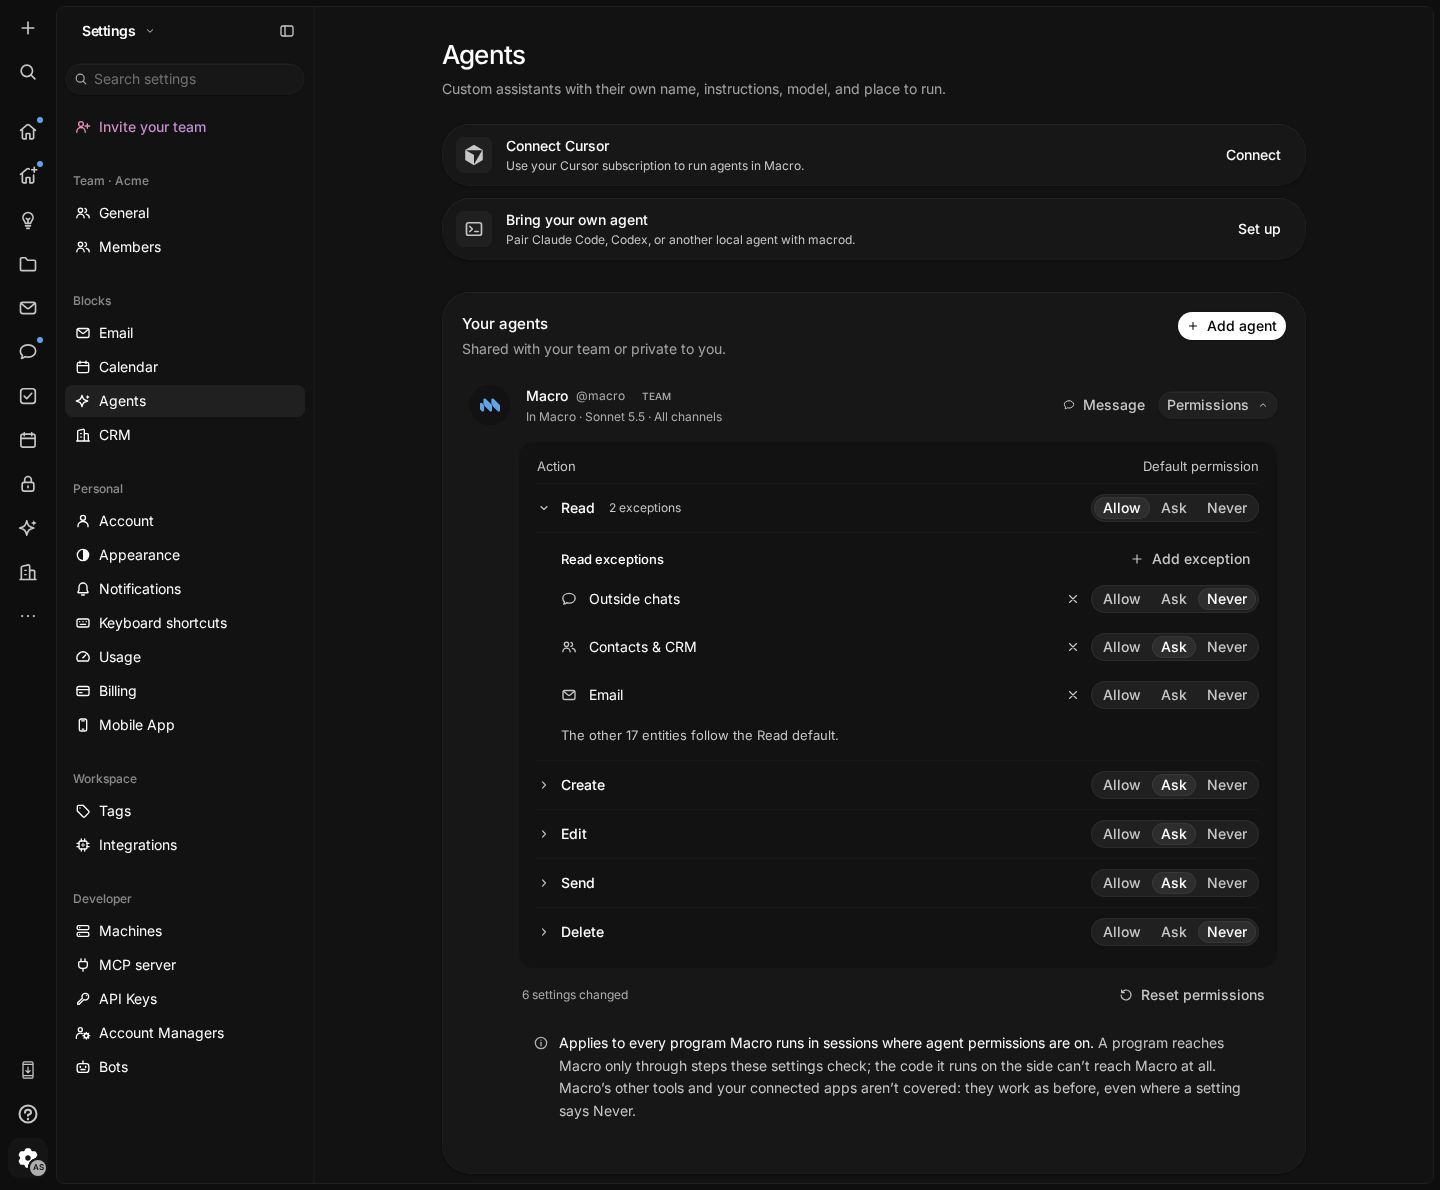 Settings
Search settings
Invite your team
Team · Acme
General
Members
Blocks
Email
Calendar
Agents
CRM
Personal
Account
Appearance
Notifications
Keyboard shortcuts
Usage
Billing
Mobile App
Workspace
Tags
Integrations
Developer
Machines
MCP server
API Keys
Account Managers
Bots
AS
Agents
Custom assistants with their own name, instructions, model, and place to run.
Connect Cursor
Use your Cursor subscription to run agents in Macro.
Connect
Bring your own agent
Pair Claude Code, Codex, or another local agent with macrod.
Set up
Your agents
Shared with your team or private to you.
Add agent
Macro @macro TEAM
In Macro · Sonnet 5.5 · All channels
Message Permissions
Action Default permission
Read 2 exceptions Allow Ask Never
Read exceptions Add exception
Outside chats Allow Ask Never
Contacts & CRM Allow Ask Never
Email Allow Ask Never
The other 17 entities follow the Read default.
Create Allow Ask Never
Edit Allow Ask Never
Send Allow Ask Never
Delete Allow Ask Never
6 settings changed Reset permissions
Applies to every program Macro runs in sessions where agent permissions are on. A program reaches
Macro only through steps these settings check; the code it runs on the side can’t reach Macro at all.
Macro’s other tools and your connected apps aren’t covered: they work as before, even where a setting
says Never.